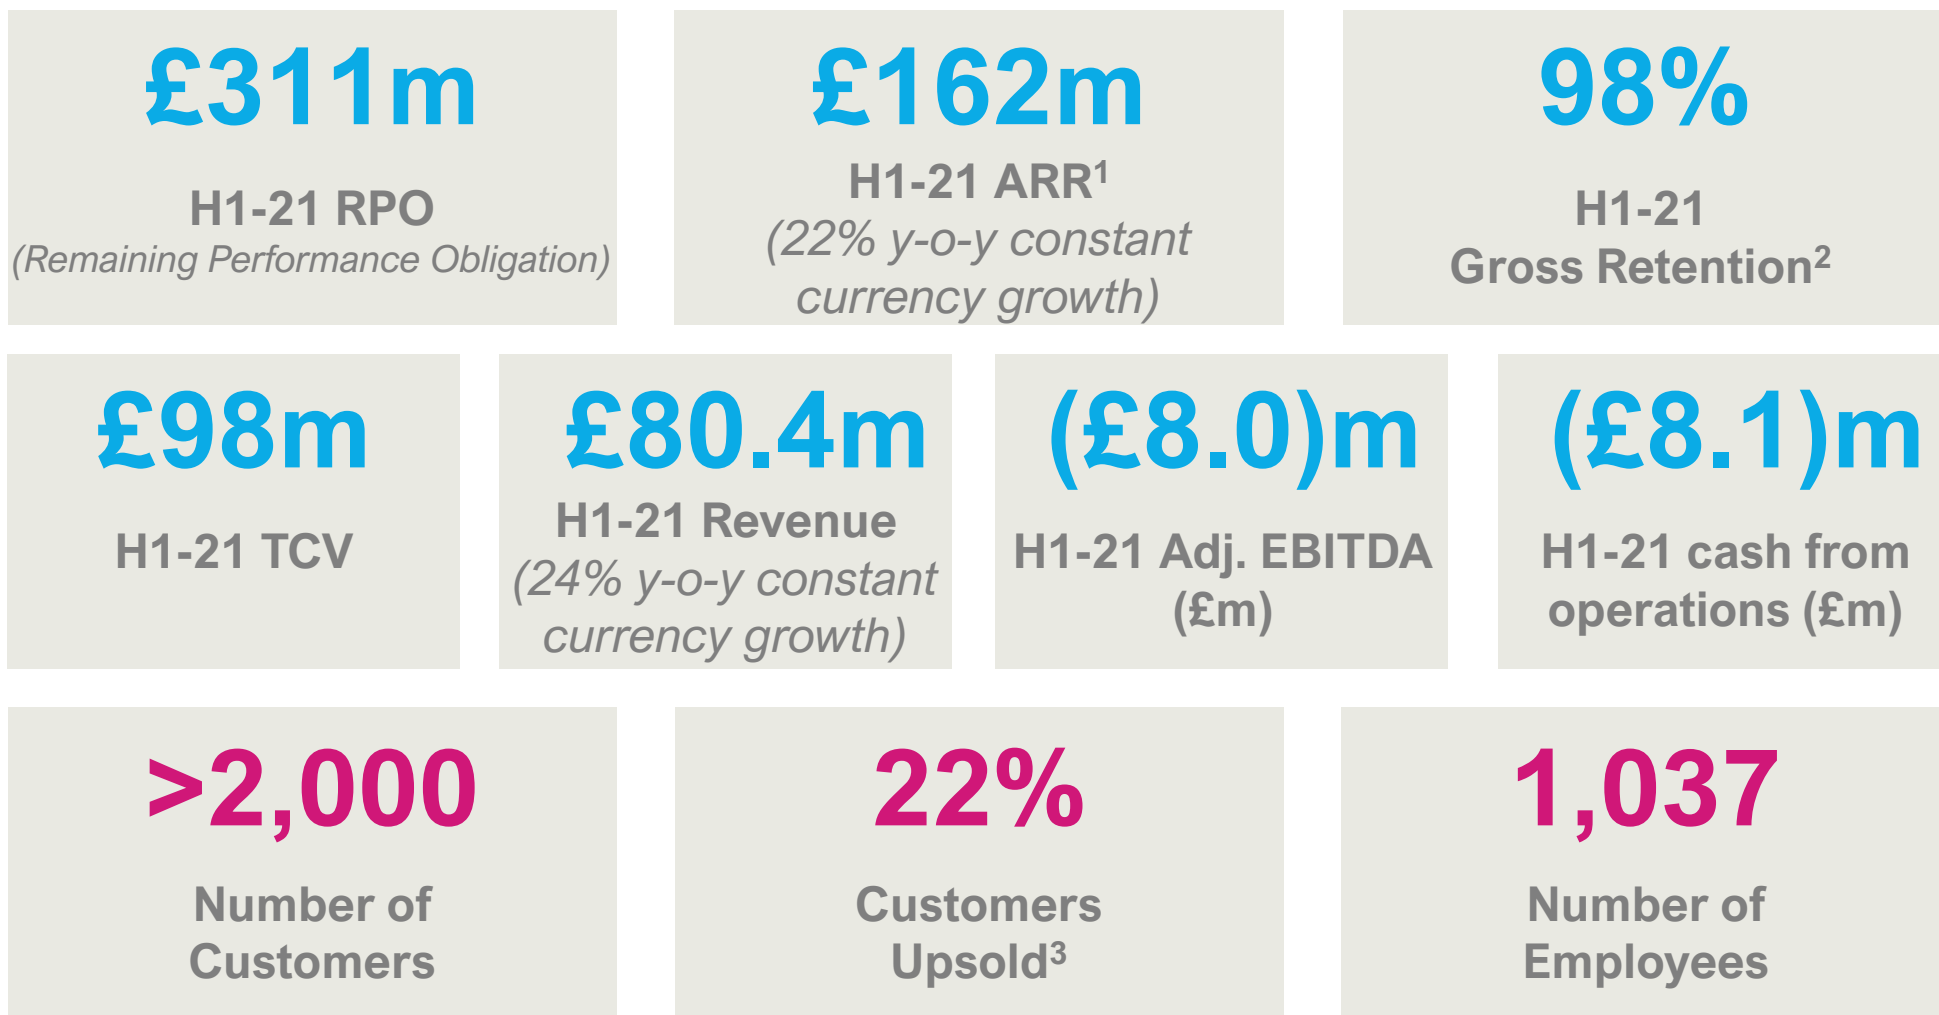 £311m
H1-21 RPO
(Remaining Performance Obligation)
£162m
H1-21 ARR¹
(22% y-o-y constant
currency growth)
98%
H1-21
Gross Retention²
£98m
H1-21 TCV
£80.4m
H1-21 Revenue
(24% y-o-y constant
currency growth)
(£8.0)m
H1-21 Adj. EBITDA
(£m)
(£8.1)m
H1-21 cash from
operations (£m)
>2,000
Number of
Customers
22%
Customers
Upsold³
1,037
Number of
Employees